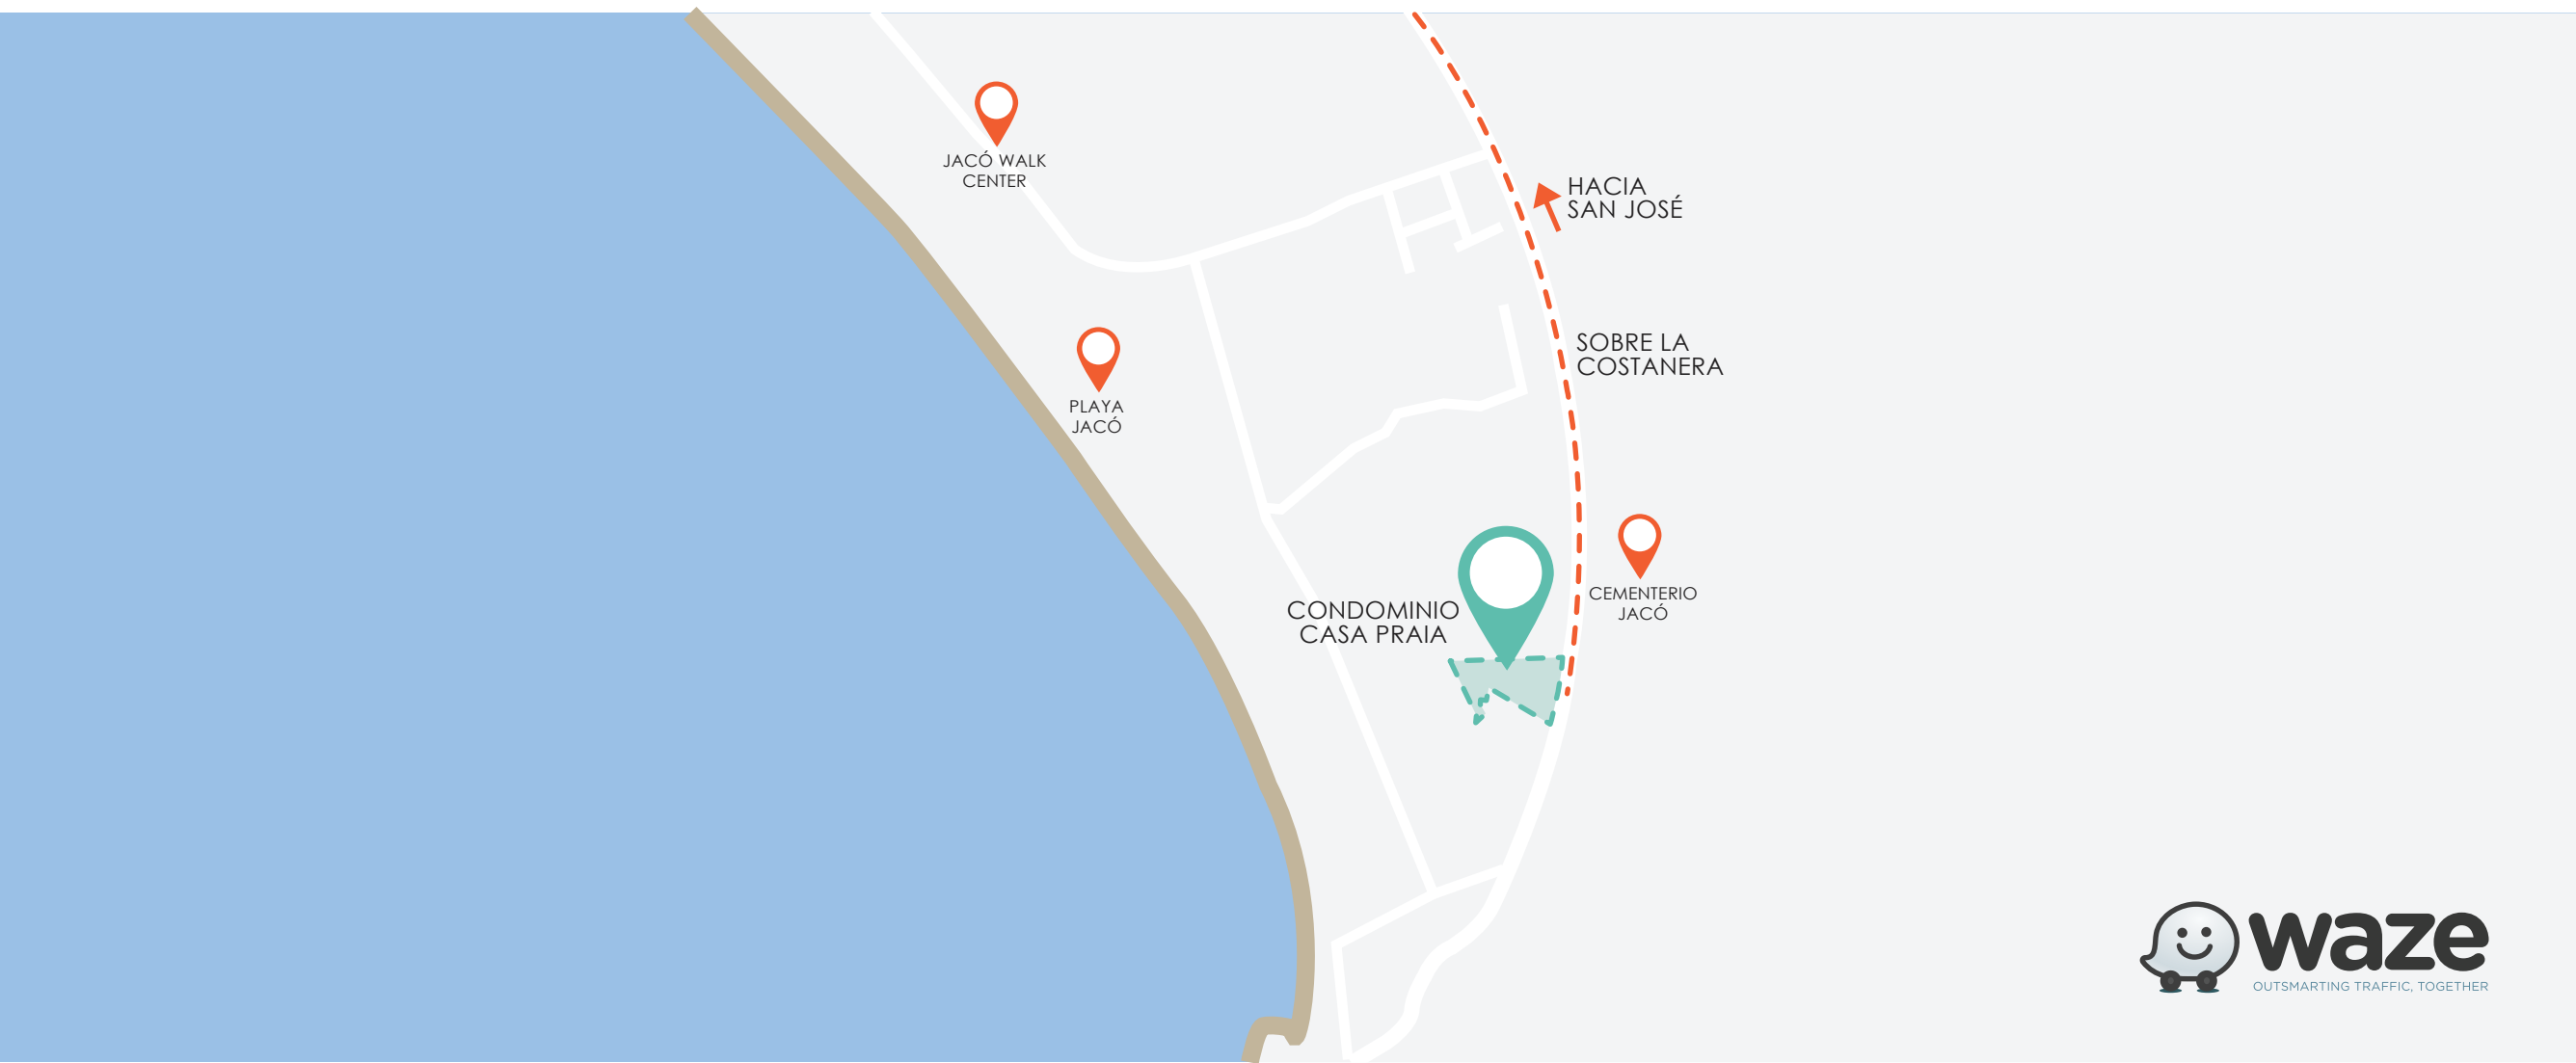 JACÓ WALK
CENTER
HACIA
SAN JOSÉ
SOBRE LA
COSTANERA
PLAYA
JACÓ
CONDOMINIO
CASA PRAIA
CEMENTERIO
JACÓ
waze
OUTSMARTING TRAFFIC, TOGETHER